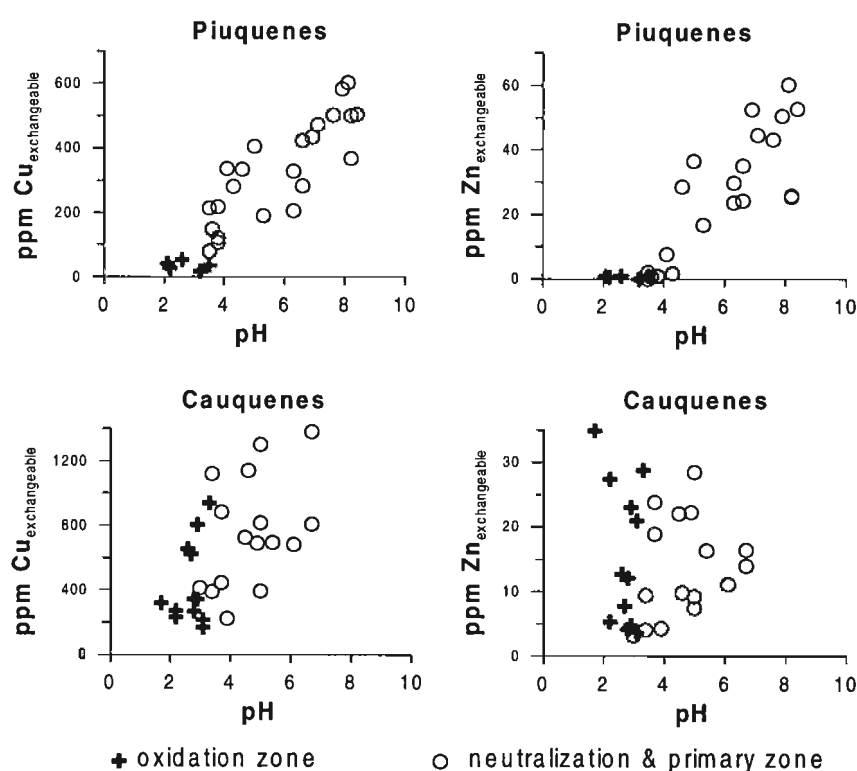 Piuquenes
ppm Cu exchangeable
600
400
200
0
0 2 4 6 8 10
pH
Piuquenes
ppm Zn exchangeable
60
40
20
0
0 2 4 6 8 10
pH
Cauquenes
ppm Cu exchangeable
1200
800
400
0
0 2 4 6 8 10
pH
Cauquenes
ppm Zn exchangeable
30
20
10
0
0 2 4 6 8 10
pH
oxidation zone
neutralization & primary zone